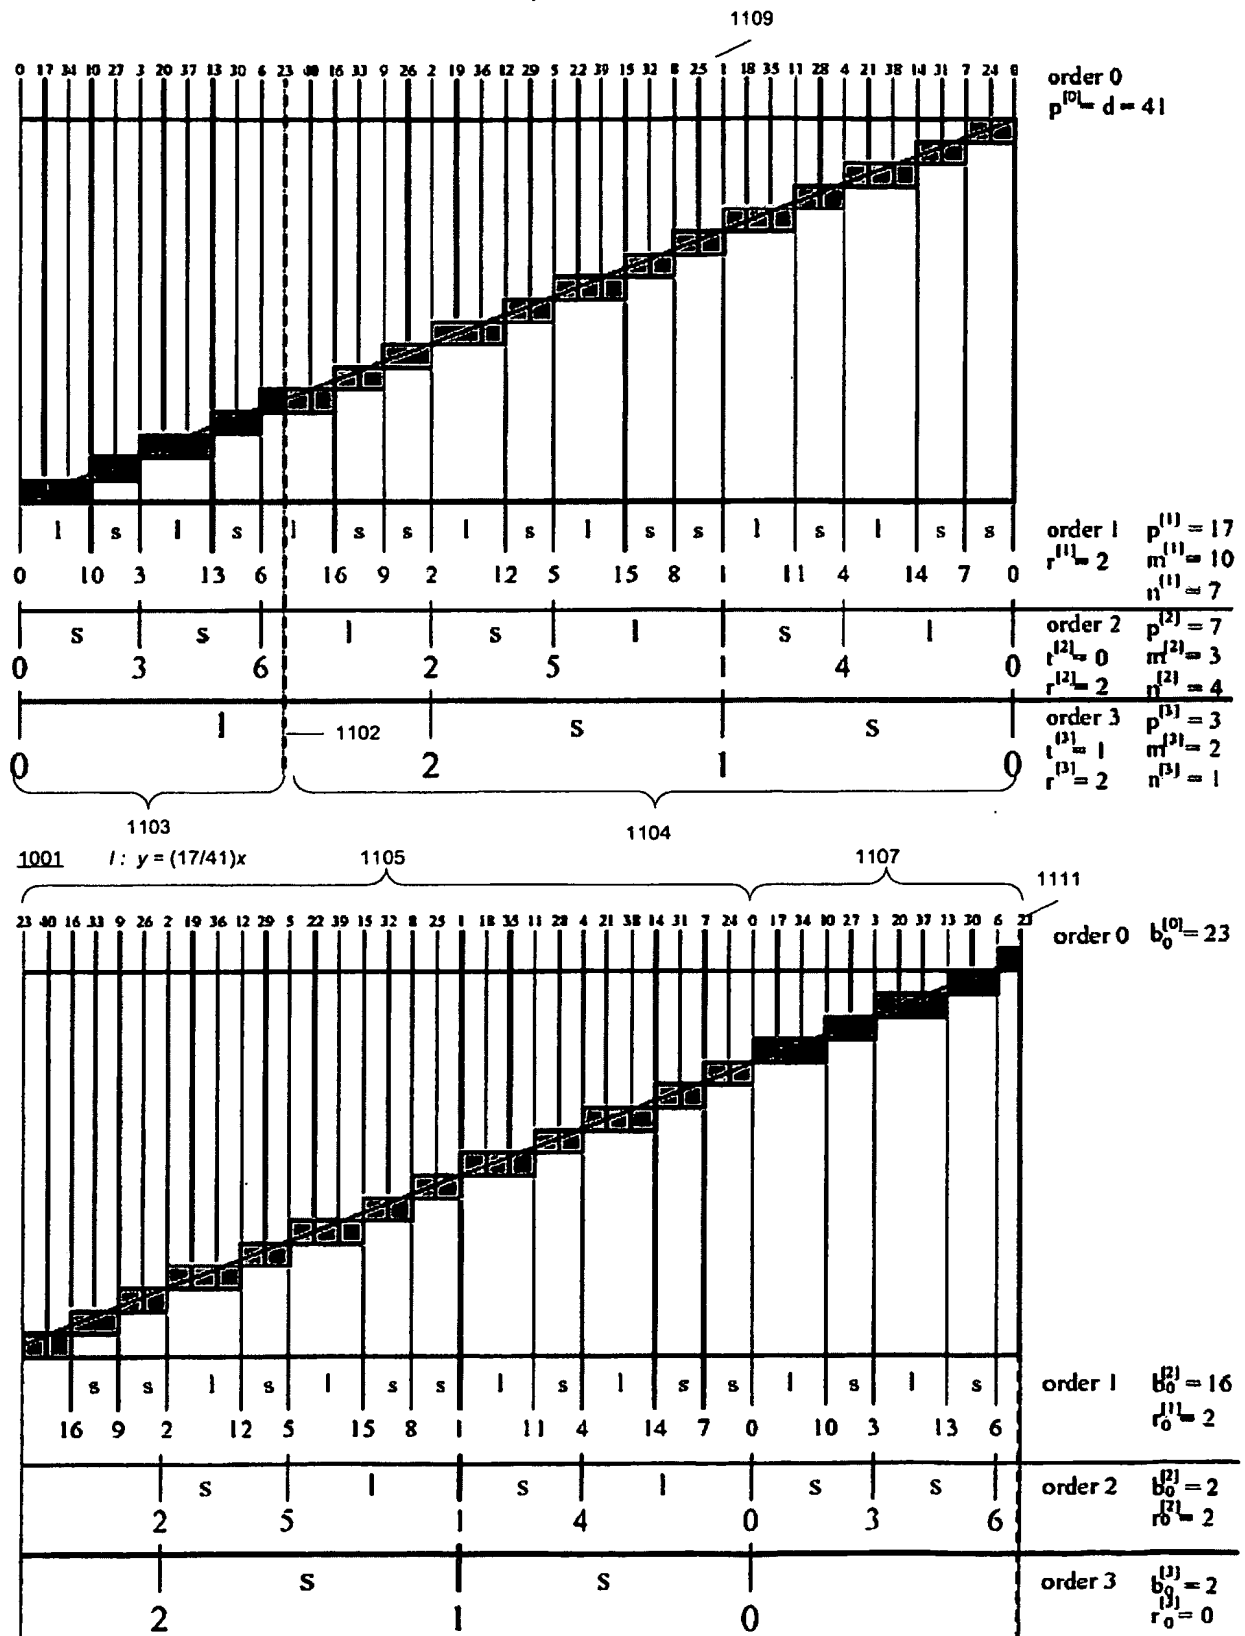 1109
0 17 34 10 27 3 20 37 13 30 6 23 40 16 33 9 26 2 19 36 12 29 5 22 39 15 32 8 25 1 18 35 11 28 4 21 38 14 31 7 24 0
order 0
p[0] = d = 41
l s l s l s s l s l s s l s l s s
order 1 p[1] = 17
r[1] = 2 m[1] = 10
0 10 3 13 6 16 9 2 12 5 15 8 1 11 4 14 7 0
n[1] = 7
s s l s l s l
order 2 p[2] = 7
0 3 6 2 5 1 4 0
t[2] = 0 m[2] = 3
r[2] = 2 n[2] = 4
l s s
order 3 p[3] = 3
1102
t[3] = 1 m[3] = 2
0 2 1 0
r[3] = 2 n[3] = 1
1103 1104
1001 l : y = (17/41)x 1105 1107
1111
23 40 16 33 9 26 2 19 36 12 29 5 22 39 15 32 8 25 1 18 35 11 28 4 21 38 14 31 7 24 0 17 34 10 27 3 20 37 13 30 6 23
order 0 b0[0] = 23
s s l s l s s l s l s s l s l s
order 1 b0[2] = 16
16 9 2 12 5 15 8 1 11 4 14 7 0 10 3 13 6
r0[1] = 2
s l s l s s
order 2 b0[2] = 2
2 5 1 4 0 3 6
r0[2] = 2
s s
order 3 b0[3] = 2
2 1 0
r0[3] = 0